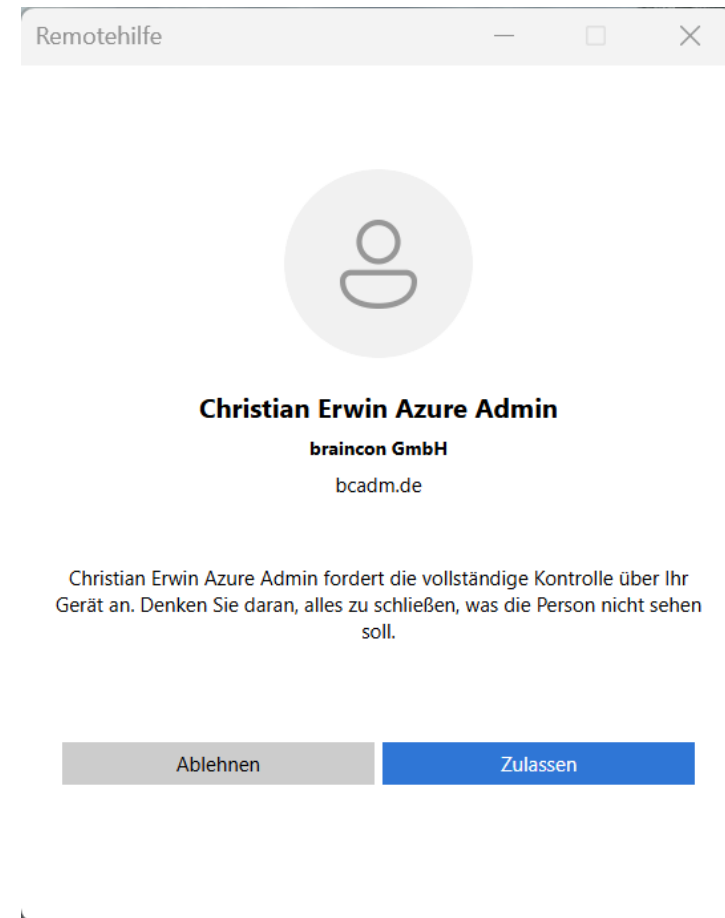 Remotehilfe
Christian Erwin Azure Admin
braincon GmbH
bcadm.de
Christian Erwin Azure Admin fordert die vollständige Kontrolle über Ihr
Gerät an. Denken Sie daran, alles zu schließen, was die Person nicht sehen
soll.
Ablehnen
Zulassen